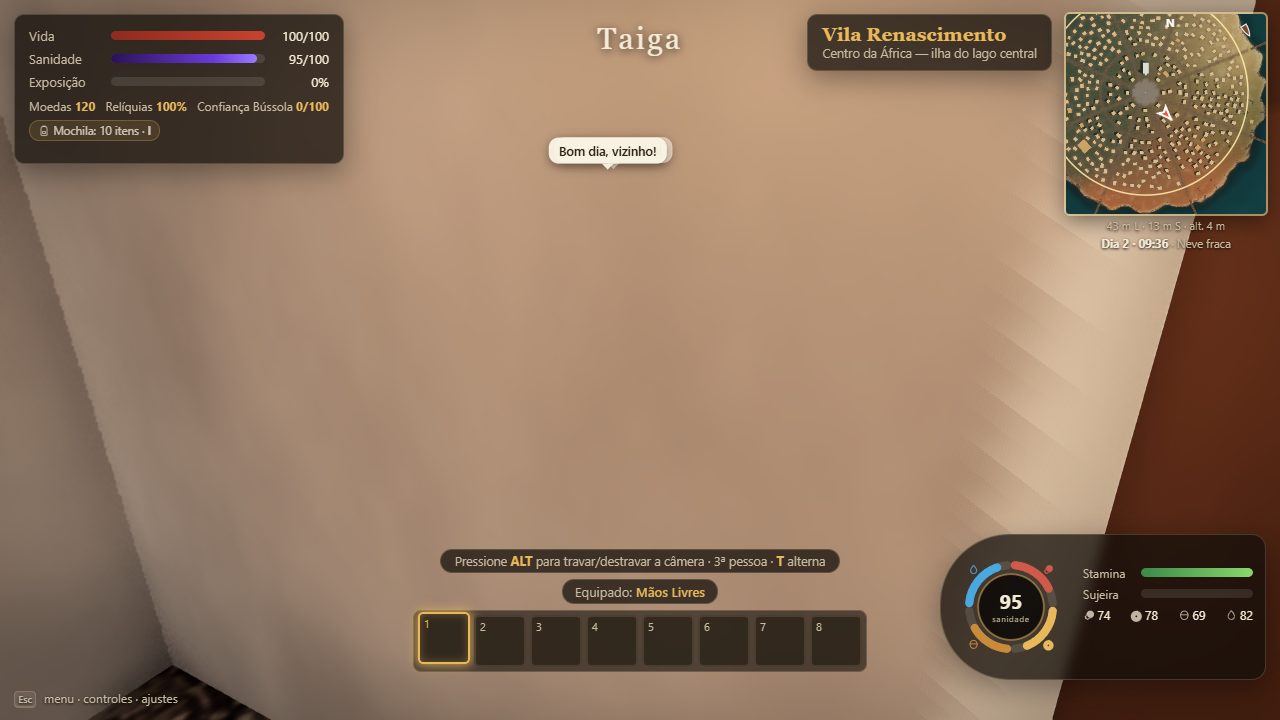 Vida 100/100
Sanidade 95/100
Exposição 0%
Moedas 120 Relíquias 100% Confiança Bússola 0/100
Mochila: 10 itens · I
Taiga
Vila Renascimento
Centro da África — ilha do lago central
N
43 m L · 13 m S · alt. 4 m
Dia 2 · 09:36 · Neve fraca
Bom dia, vizinho!
Pressione ALT para travar/destravar a câmera · 3ª pessoa · T alterna
Equipado: Mãos Livres
1 2 3 4 5 6 7 8
95
sanidade
Stamina
Sujeira
74 78 69 82
Esc menu · controles · ajustes